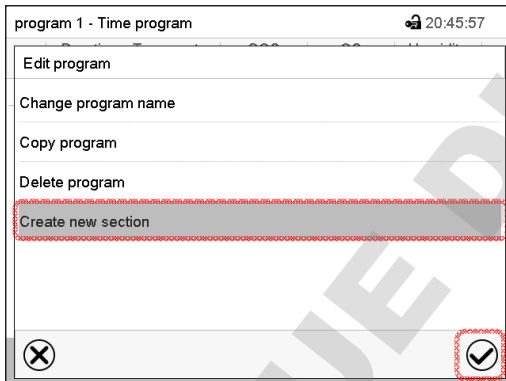 program 1 - Time program 20:45:57
Edit program
Change program name
Copy program
Delete program
Create new section